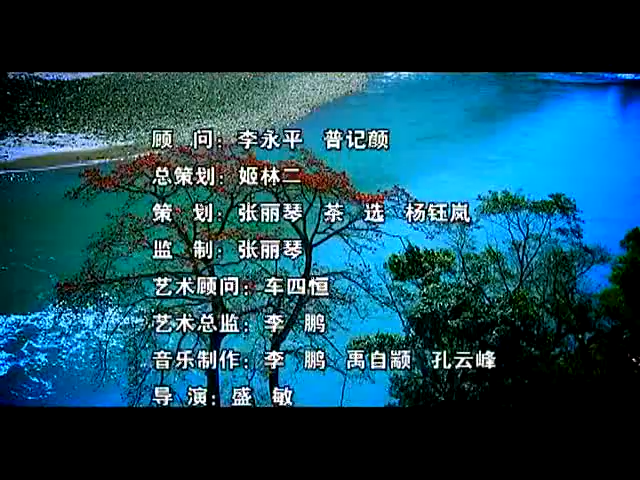 顾 问：李永平 普记颜
总策划：姬林二
策 划：张丽琴 茶 选 杨钰岚
监 制：张丽琴
艺术顾问：车四恒
艺术总监：李 鹏
音乐制作：李 鹏 禹自颛 孔云峰
导 演：盛 敏